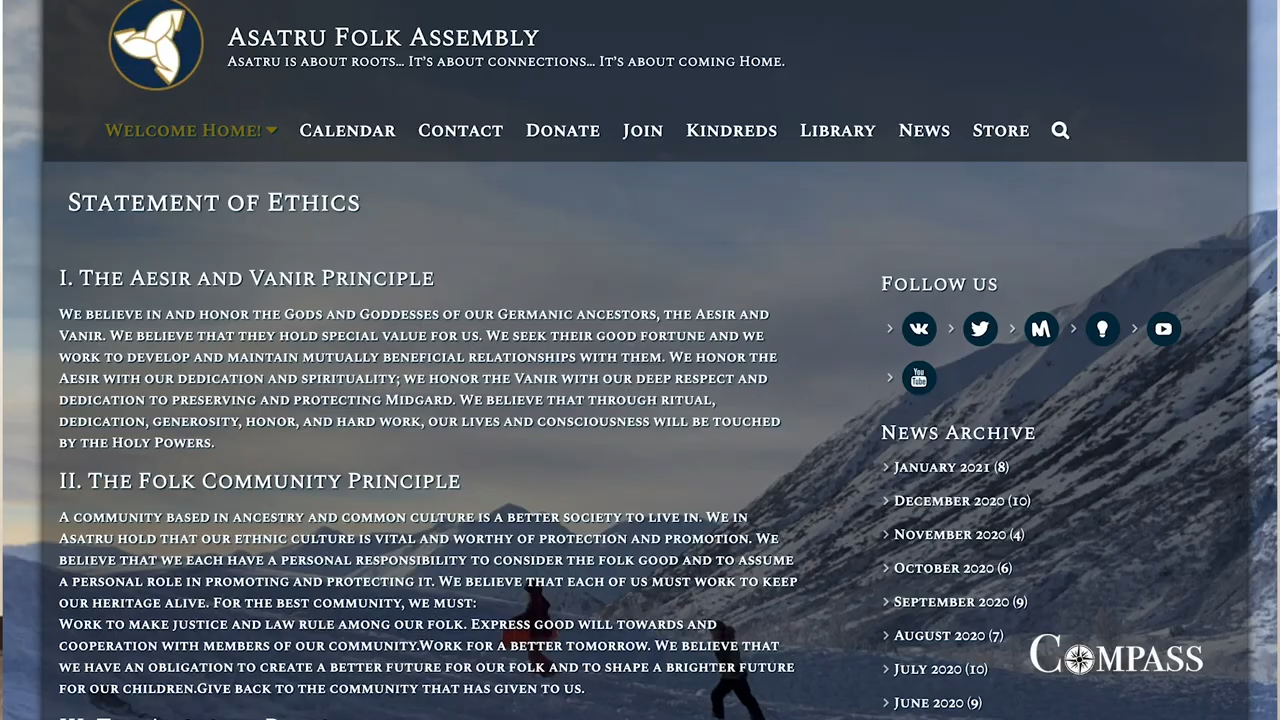 Asatru Folk Assembly
Asatru is about roots... It's about connections... It's about coming Home.
Welcome Home! Calendar Contact Donate Join Kindreds Library News Store
Statement of Ethics
I. The Aesir and Vanir Principle
We believe in and honor the Gods and Goddesses of our Germanic ancestors, the Aesir and
Vanir. We believe that they hold special value for us. We seek their good fortune and we
work to develop and maintain mutually beneficial relationships with them. We honor the
Aesir with our dedication and spirituality; we honor the Vanir with our deep respect and
dedication to preserving and protecting Midgard. We believe that through ritual,
dedication, generosity, honor, and hard work, our lives and consciousness will be touched
by the Holy Powers.
II. The Folk Community Principle
A community based in ancestry and common culture is a better society to live in. We in
Asatru hold that our ethnic culture is vital and worthy of protection and promotion. We
believe that we each have a personal responsibility to consider the folk good and to assume
a personal role in promoting and protecting it. We believe that each of us must work to keep
our heritage alive. For the best community, we must:
Work to make justice and law rule among our folk. Express good will towards and
cooperation with members of our community.Work for a better tomorrow. We believe that
we have an obligation to create a better future for our folk and to shape a brighter future
for our children.Give back to the community that has given to us.
Follow us
You
Tube
News Archive
January 2021 (8)
December 2020 (10)
November 2020 (4)
October 2020 (6)
September 2020 (9)
August 2020 (7)
July 2020 (10)
June 2020 (9)
Compass